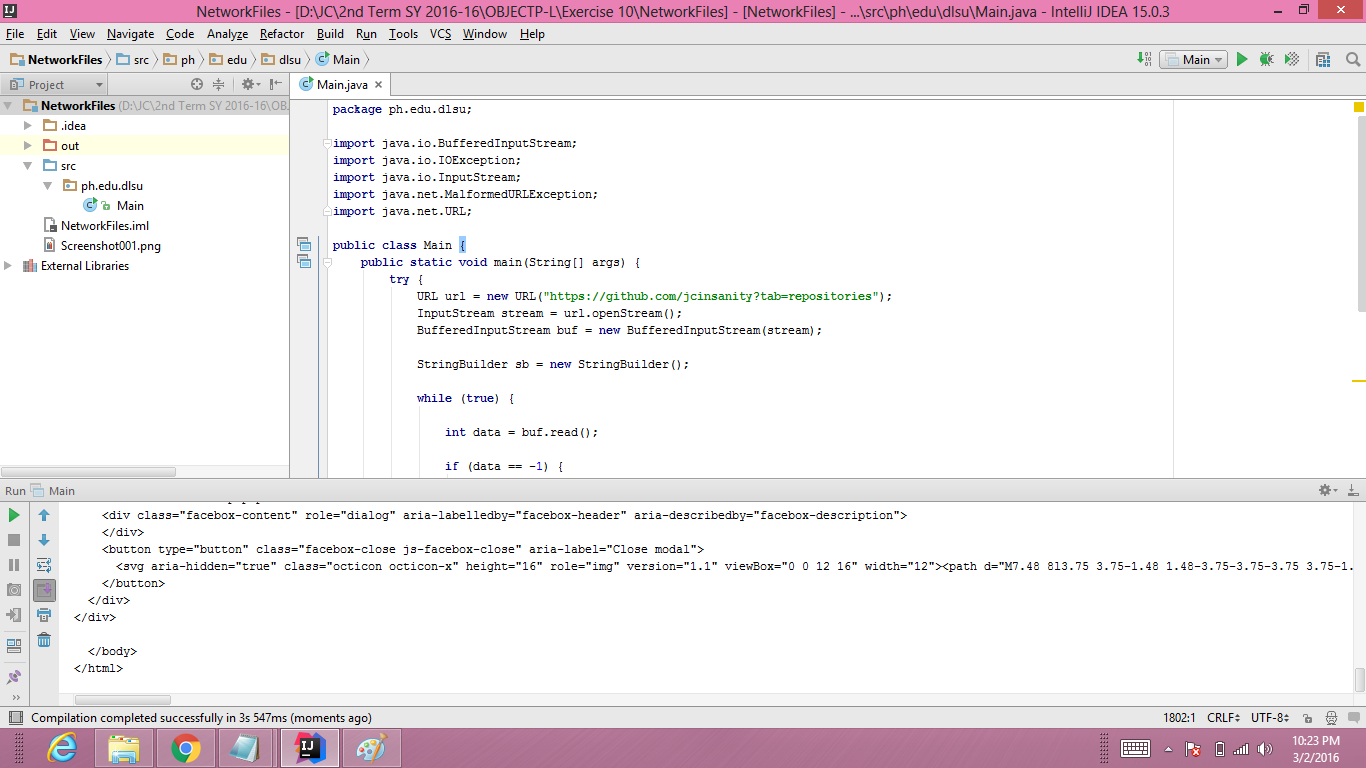 NetworkFiles - [D:\JC\2nd Term SY 2016-16\OBJECTP-L\Exercise 10\NetworkFiles] - [NetworkFiles] - ...\src\ph\edu\dlsu\Main.java - IntelliJ IDEA 15.0.3
File Edit View Navigate Code Analyze Refactor Build Run Tools VCS Window Help
NetworkFiles src ph edu dlsu Main Main
Project Main.java
NetworkFiles (D:\JC\2nd Term SY 2016-16\OB
.idea
out
src
ph.edu.dlsu
Main
NetworkFiles.iml
Screenshot001.png
External Libraries
package ph.edu.dlsu;
import java.io.BufferedInputStream;
import java.io.IOException;
import java.io.InputStream;
import java.net.MalformedURLException;
import java.net.URL;
public class Main {
public static void main(String[] args) {
try {
URL url = new URL("https://github.com/jcinsanity?tab=repositories");
InputStream stream = url.openStream();
BufferedInputStream buf = new BufferedInputStream(stream);
StringBuilder sb = new StringBuilder();
while (true) {
int data = buf.read();
if (data == -1) {
Run Main
<div class="facebox-content" role="dialog" aria-labelledby="facebox-header" aria-describedby="facebox-description">
</div>
<button type="button" class="facebox-close js-facebox-close" aria-label="Close modal">
<svg aria-hidden="true" class="octicon octicon-x" height="16" role="img" version="1.1" viewBox="0 0 12 16" width="12"><path d="M7.48 8l3.75 3.75-1.48 1.48-3.75-3.75-3.75 3.75-1.
</button>
</div>
</div>
</body>
</html>
Compilation completed successfully in 3s 547ms (moments ago) 1802:1 CRLF UTF-8
10:23 PM
3/2/2016